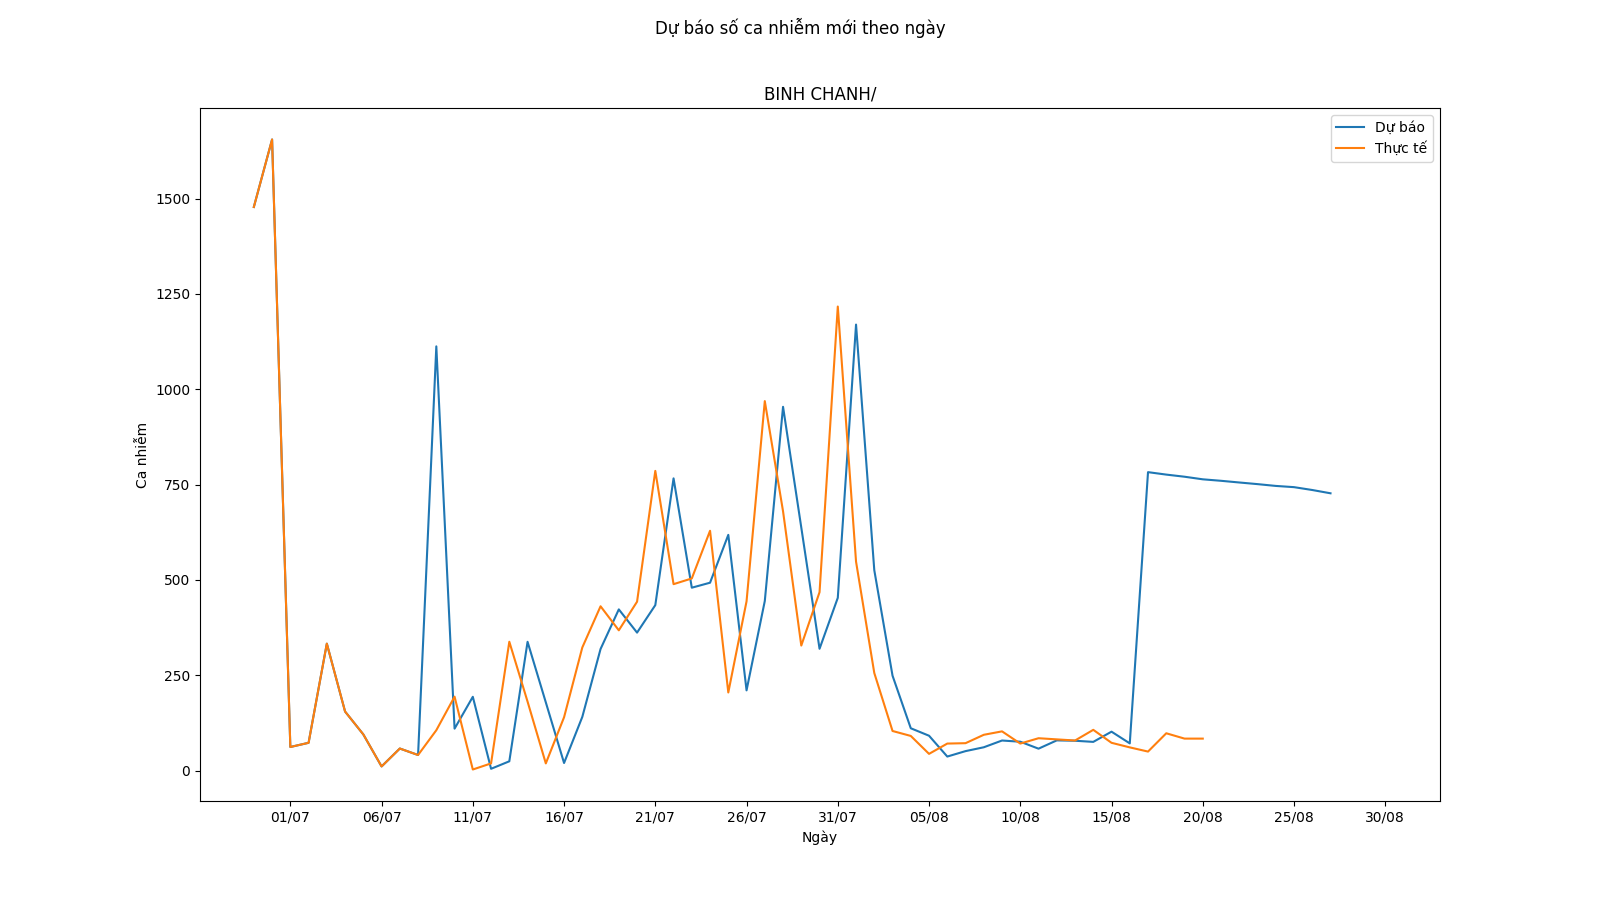 Dự báo số ca nhiễm mới theo ngày
BINH CHANH/
Dự báo
Thực tế
Ca nhiễm
1500
1250
1000
750
500
250
0
01/07 06/07 11/07 16/07 21/07 26/07 31/07 05/08 10/08 15/08 20/08 25/08 30/08
Ngày